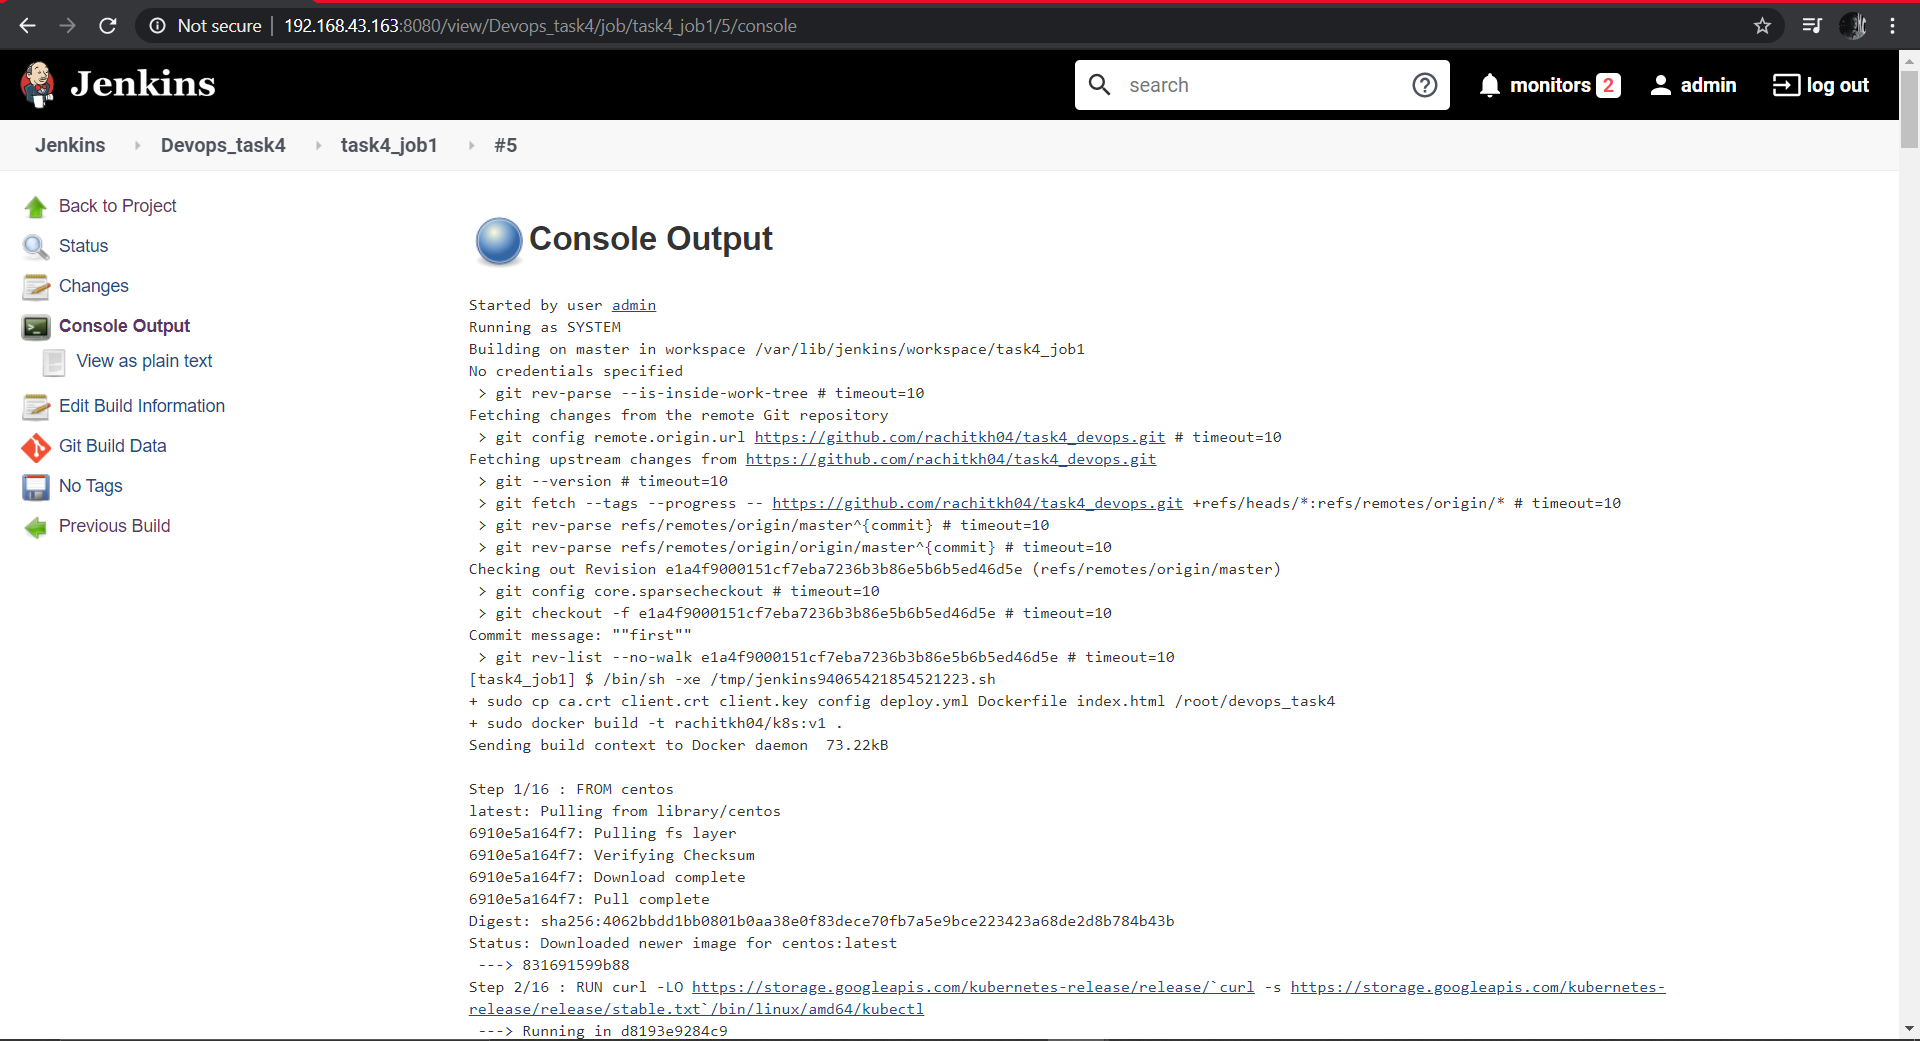 Not secure | 192.168.43.163:8080/view/Devops_task4/job/task4_job1/5/console
Jenkins
search
monitors 2
admin
log out
Jenkins
Devops_task4
task4_job1
#5
Back to Project
Status
Changes
Console Output
View as plain text
Edit Build Information
Git Build Data
No Tags
Previous Build
Console Output
Started by user admin
Running as SYSTEM
Building on master in workspace /var/lib/jenkins/workspace/task4_job1
No credentials specified
> git rev-parse --is-inside-work-tree # timeout=10
Fetching changes from the remote Git repository
> git config remote.origin.url https://github.com/rachitkh04/task4_devops.git # timeout=10
Fetching upstream changes from https://github.com/rachitkh04/task4_devops.git
> git --version # timeout=10
> git fetch --tags --progress -- https://github.com/rachitkh04/task4_devops.git +refs/heads/*:refs/remotes/origin/* # timeout=10
> git rev-parse refs/remotes/origin/master^{commit} # timeout=10
> git rev-parse refs/remotes/origin/origin/master^{commit} # timeout=10
Checking out Revision e1a4f9000151cf7eba7236b3b86e5b6b5ed46d5e (refs/remotes/origin/master)
> git config core.sparsecheckout # timeout=10
> git checkout -f e1a4f9000151cf7eba7236b3b86e5b6b5ed46d5e # timeout=10
Commit message: ""first""
> git rev-list --no-walk e1a4f9000151cf7eba7236b3b86e5b6b5ed46d5e # timeout=10
[task4_job1] $ /bin/sh -xe /tmp/jenkins94065421854521223.sh
+ sudo cp ca.crt client.crt client.key config deploy.yml Dockerfile index.html /root/devops_task4
+ sudo docker build -t rachitkh04/k8s:v1 .
Sending build context to Docker daemon  73.22kB
Step 1/16 : FROM centos
latest: Pulling from library/centos
6910e5a164f7: Pulling fs layer
6910e5a164f7: Verifying Checksum
6910e5a164f7: Download complete
6910e5a164f7: Pull complete
Digest: sha256:4062bbdd1bb0801b0aa38e0f83dece70fb7a5e9bce223423a68de2d8b784b43b
Status: Downloaded newer image for centos:latest
---> 831691599b88
Step 2/16 : RUN curl -LO https://storage.googleapis.com/kubernetes-release/release/`curl -s https://storage.googleapis.com/kubernetes-
release/release/stable.txt`/bin/linux/amd64/kubectl
---> Running in d8193e9284c9